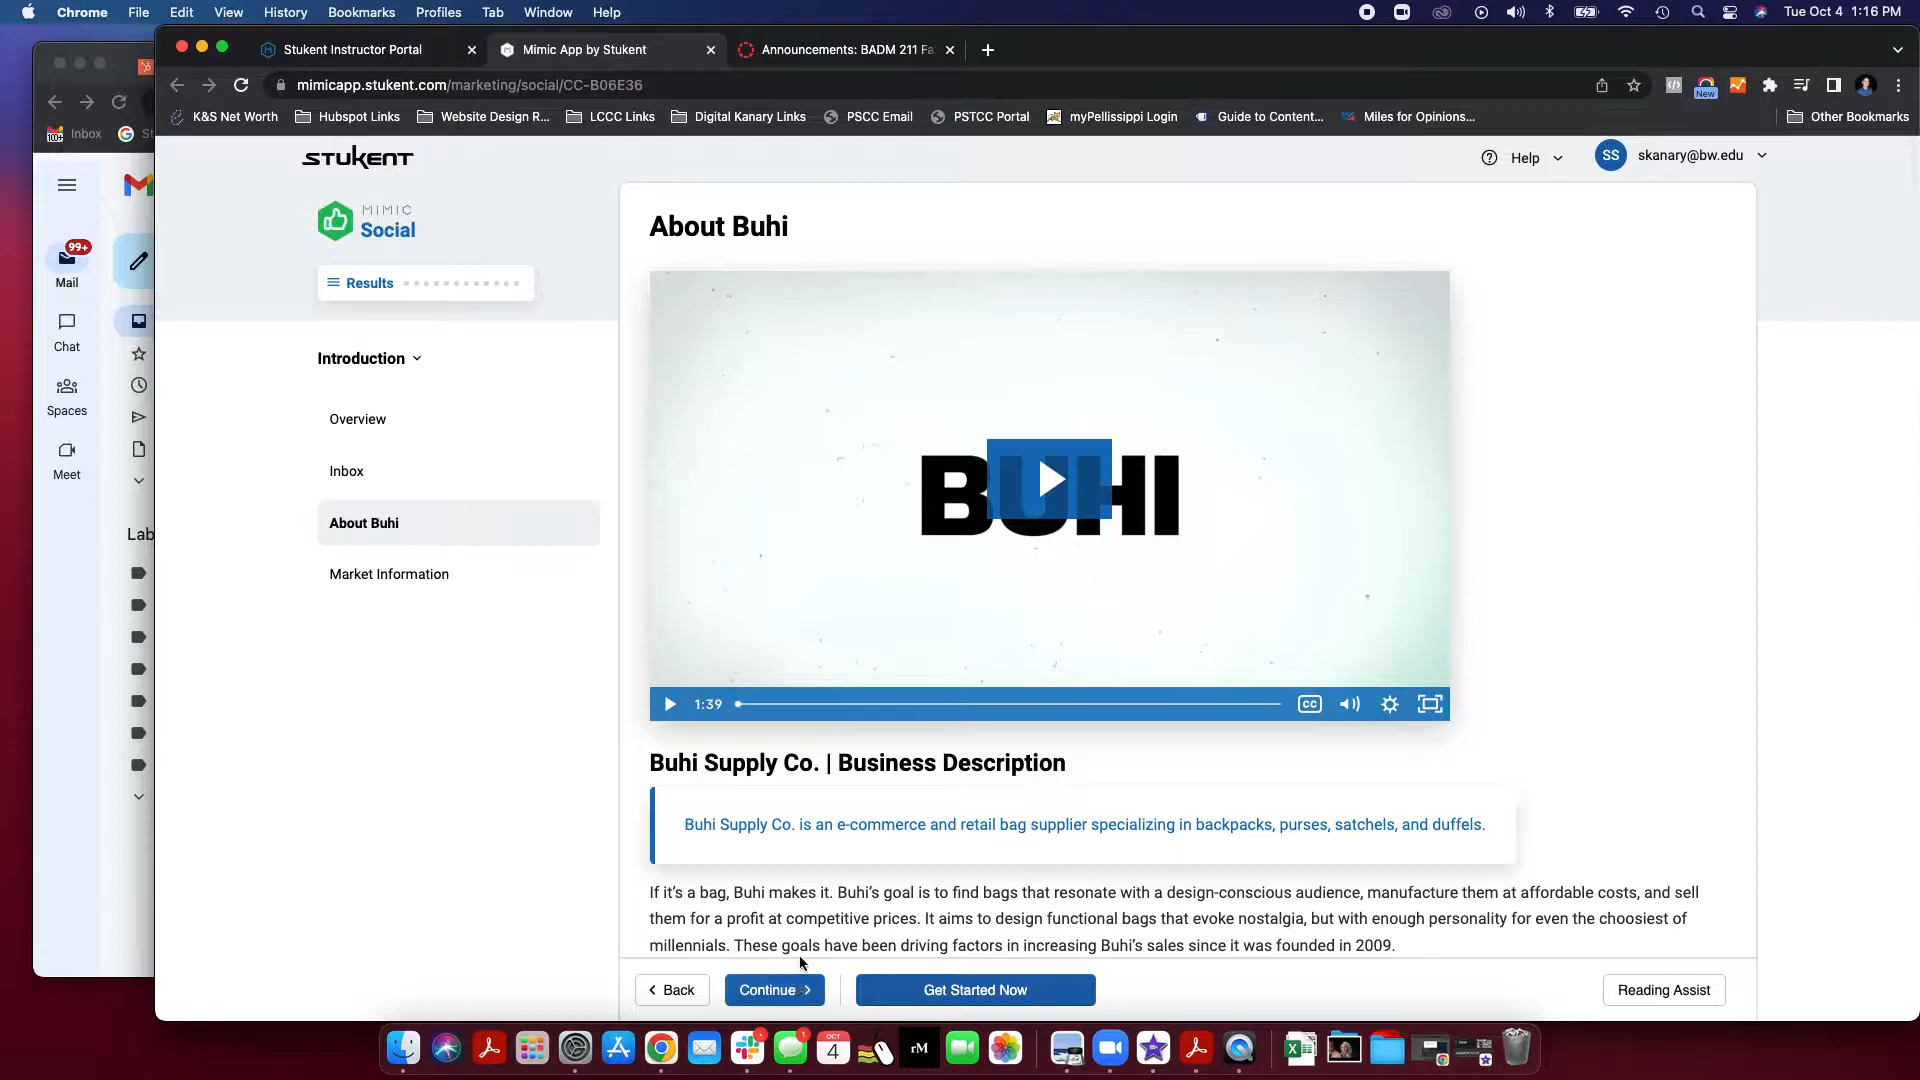 Chrome File Edit View History Bookmarks Profiles Tab Window Help Tue Oct 4 1:16 PM
Stukent Instructor Portal Mimic App by Stukent Announcements: BADM 211 Fa
mimicapp.stukent.com/marketing/social/CC-B06E36 New
K&S Net Worth Hubspot Links Website Design R... LCCC Links Digital Kanary Links PSCC Email PSTCC Portal myPellissippi Login Guide to Content... Miles for Opinions... Other Bookmarks
100+ Inbox St
STUKENT
Help
SS skanary@bw.edu
MIMIC
Social
Results
Introduction
Overview
Inbox
About Buhi
Market Information
99+
Mail
Chat
Spaces
Meet
Lab
About Buhi
BUHI
1:39 CC
Buhi Supply Co. | Business Description
Buhi Supply Co. is an e-commerce and retail bag supplier specializing in backpacks, purses, satchels, and duffels.
If it's a bag, Buhi makes it. Buhi's goal is to find bags that resonate with a design-conscious audience, manufacture them at affordable costs, and sell
them for a profit at competitive prices. It aims to design functional bags that evoke nostalgia, but with enough personality for even the choosiest of
millennials. These goals have been driving factors in increasing Buhi's sales since it was founded in 2009.
Back Continue Get Started Now Reading Assist
1 OCT 4 rM